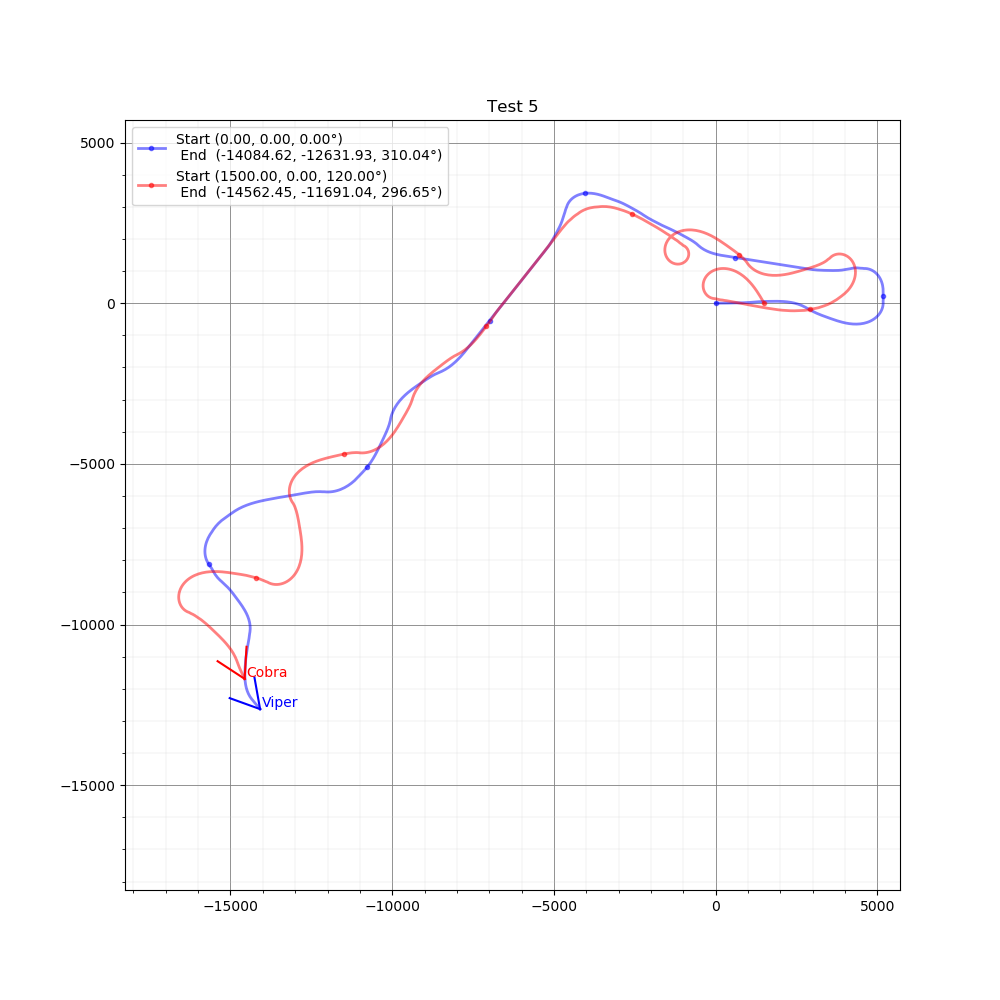 Test 5
Start (0.00, 0.00, 0.00°)
End  (-14084.62, -12631.93, 310.04°)
Start (1500.00, 0.00, 120.00°)
End  (-14562.45, -11691.04, 296.65°)
5000
0
−5000
−10000
−15000
Cobra
Viper
−15000
−10000
−5000
0
5000